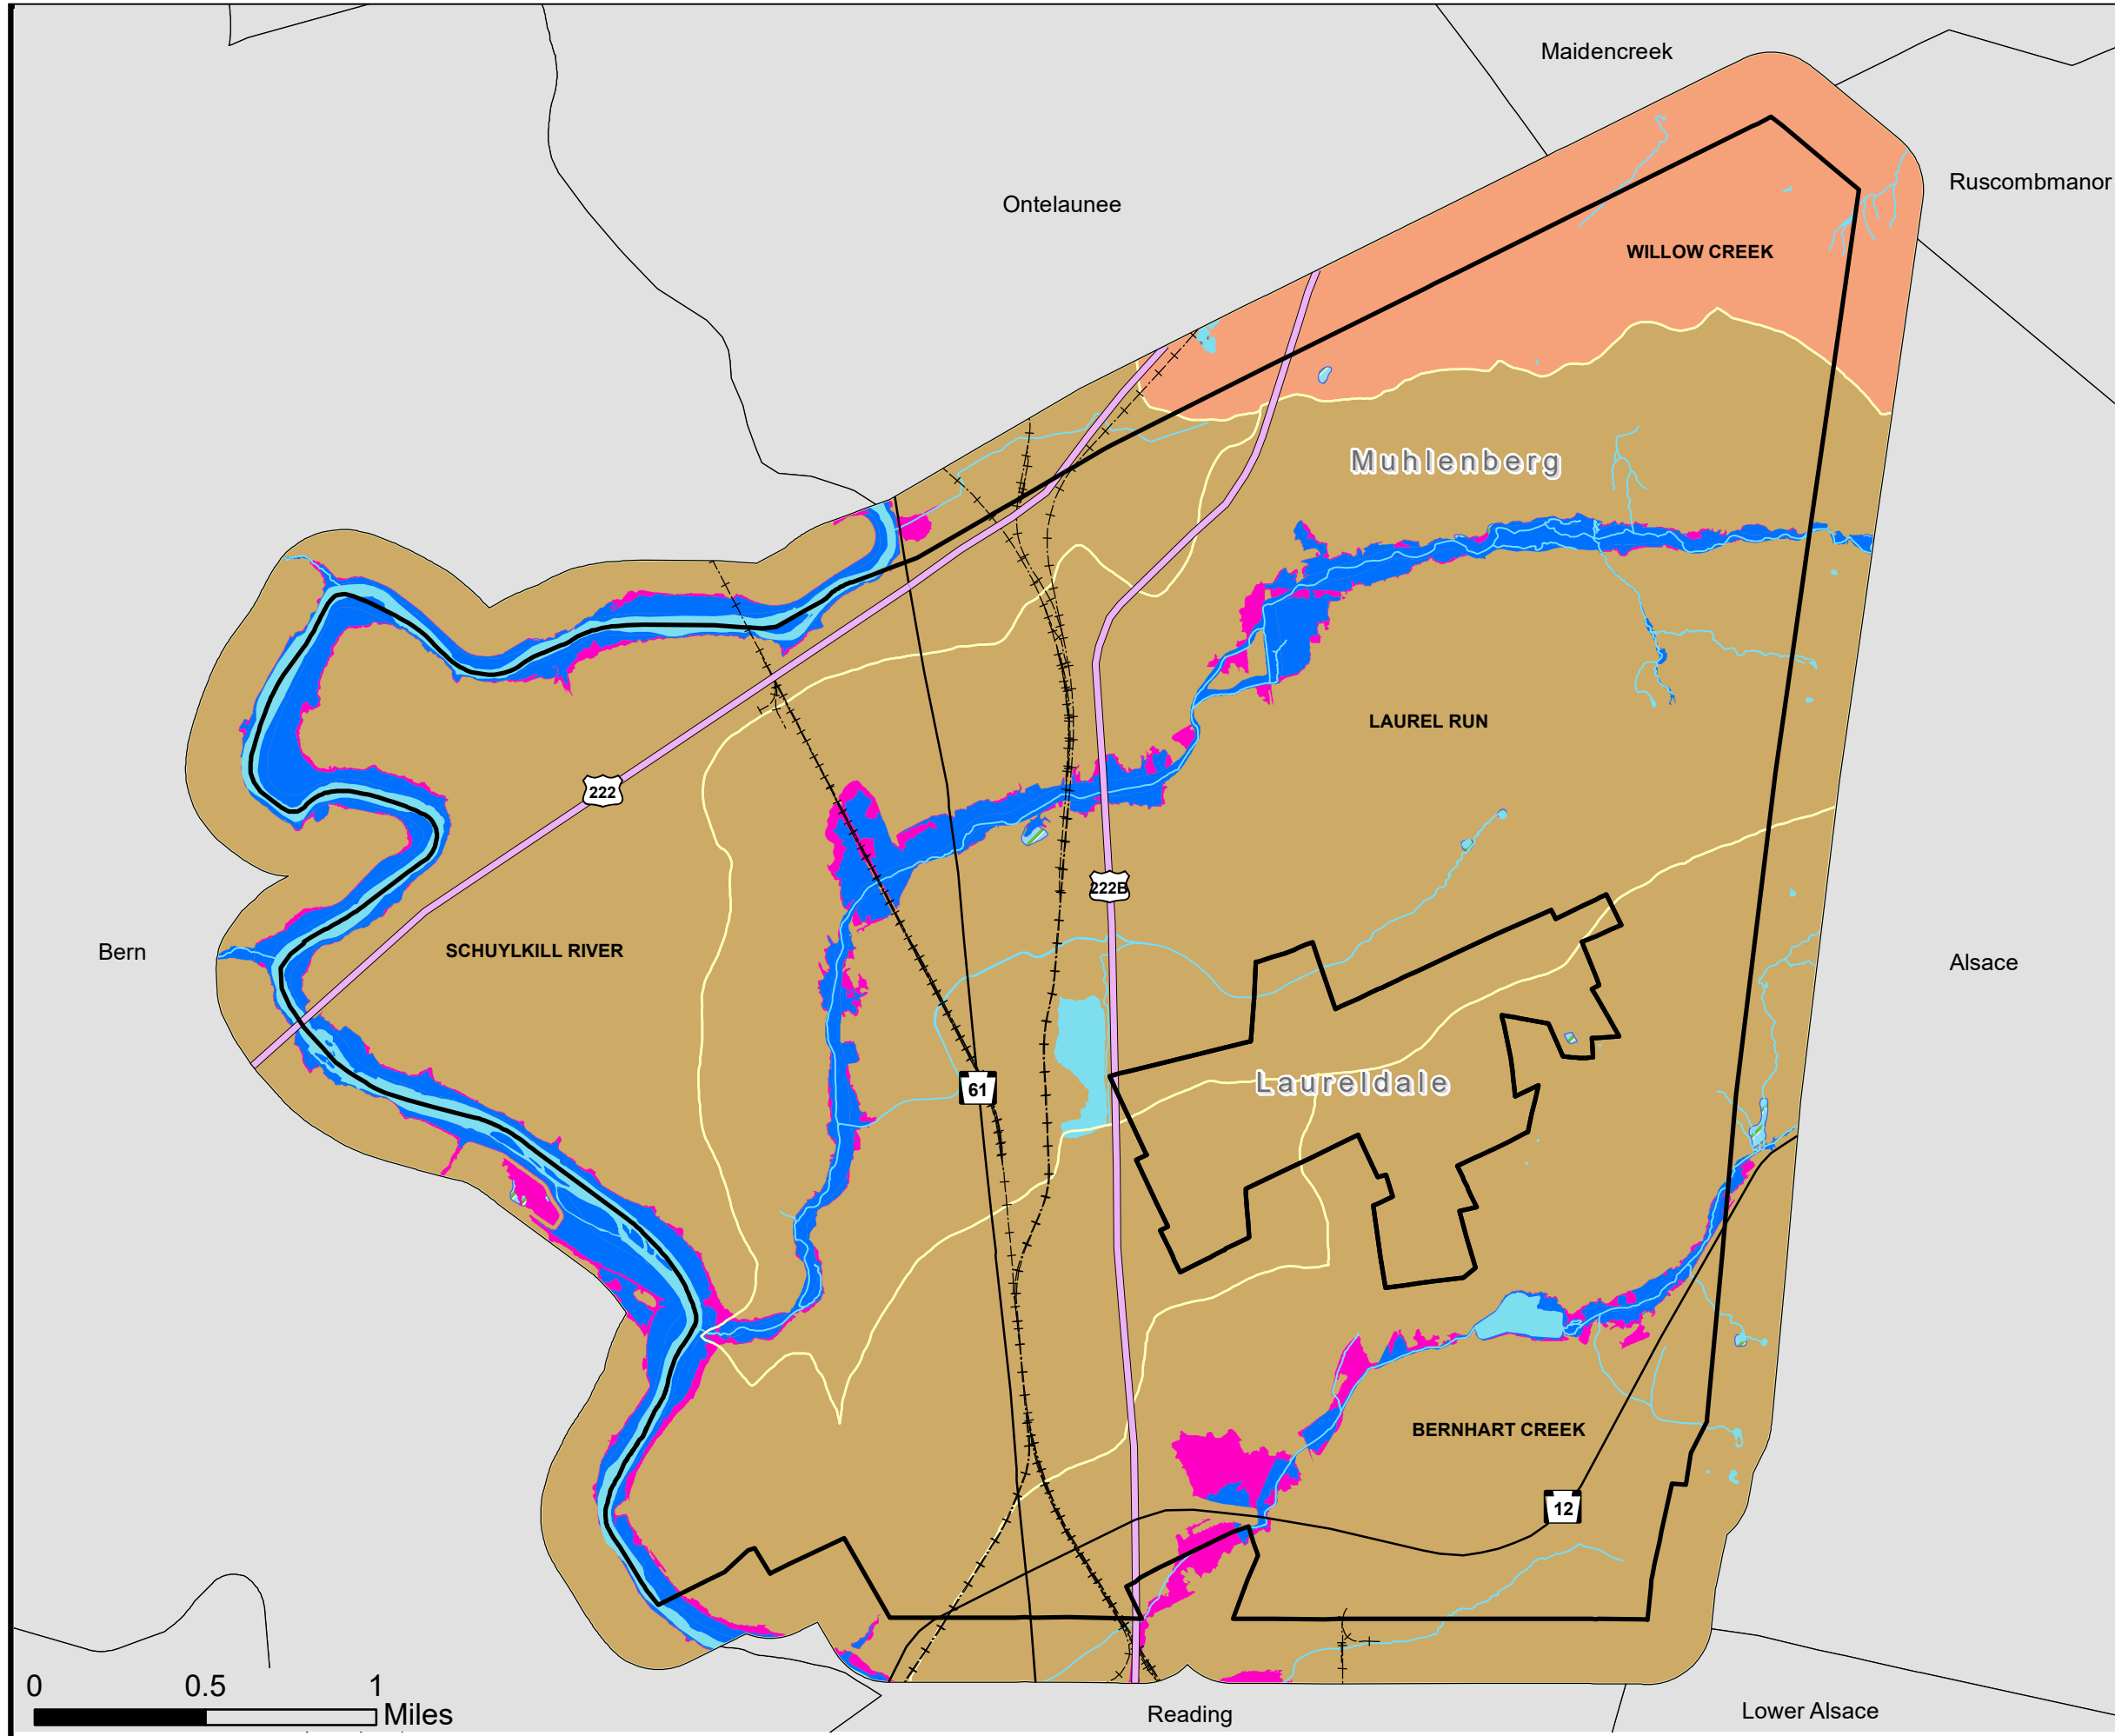 Maidencreek
Ruscombmanor
Ontelaunee
WILLOW CREEK
Muhlenberg
LAUREL RUN
222
222B
Bern
SCHUYLKILL RIVER
Alsace
61
Laureldale
BERNHART CREEK
12
0 0.5 1
Miles
Reading
Lower Alsace